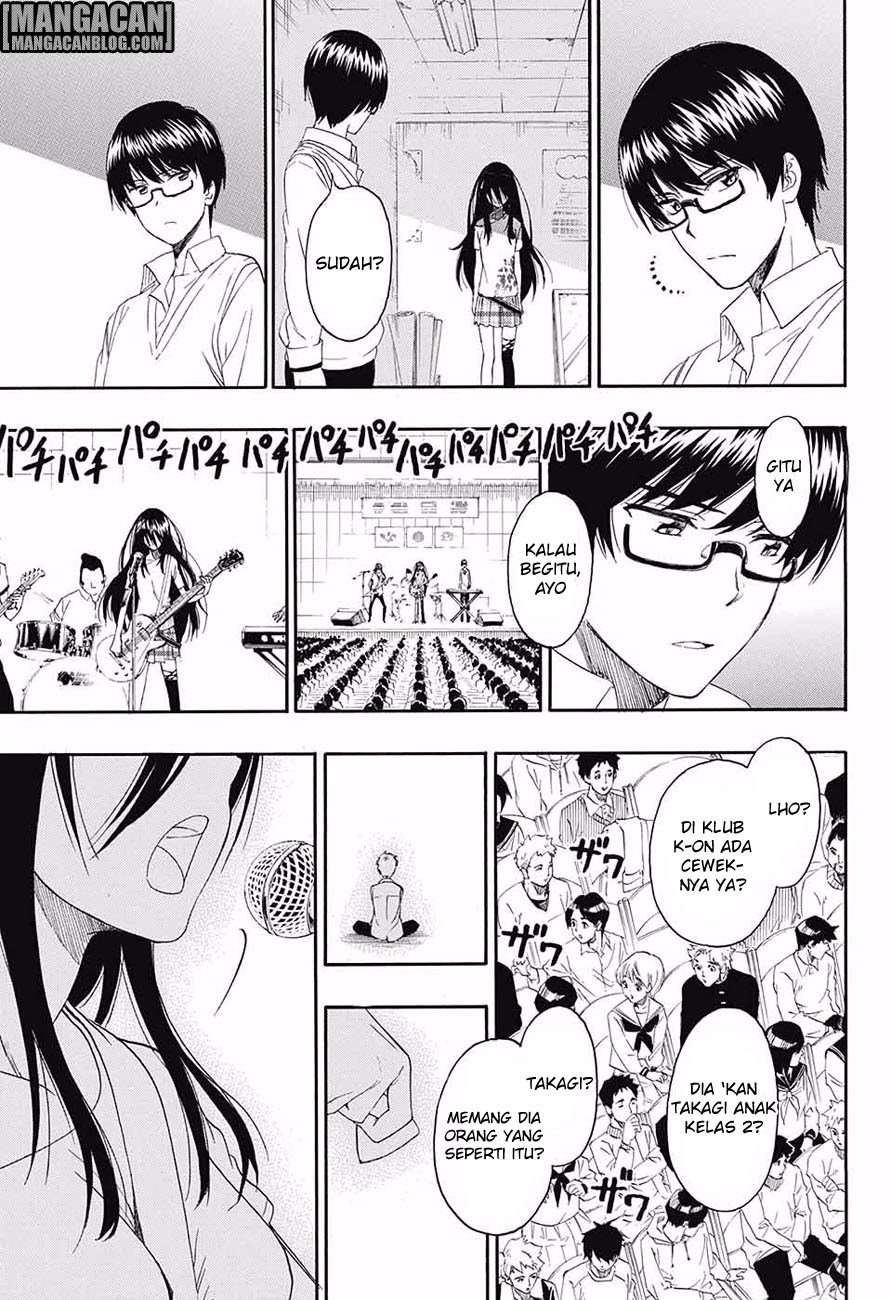 MANGACAN
MANGACANBLOG.COM
SUDAH?
GITU
YA
KALAU
BEGITU,
AYO
パチ パチ パチ パチ パチ パチ パチ パチ パチ パチ パチ パチ
LHO?
DI KLUB
K-ON ADA
CEWEK-
NYA YA?
ザワ
ザワ
DIA 'KAN
TAKAGI ANAK
KELAS 2?
TAKAGI?
MEMANG DIA
ORANG YANG
SEPERTI ITU?
ザワ